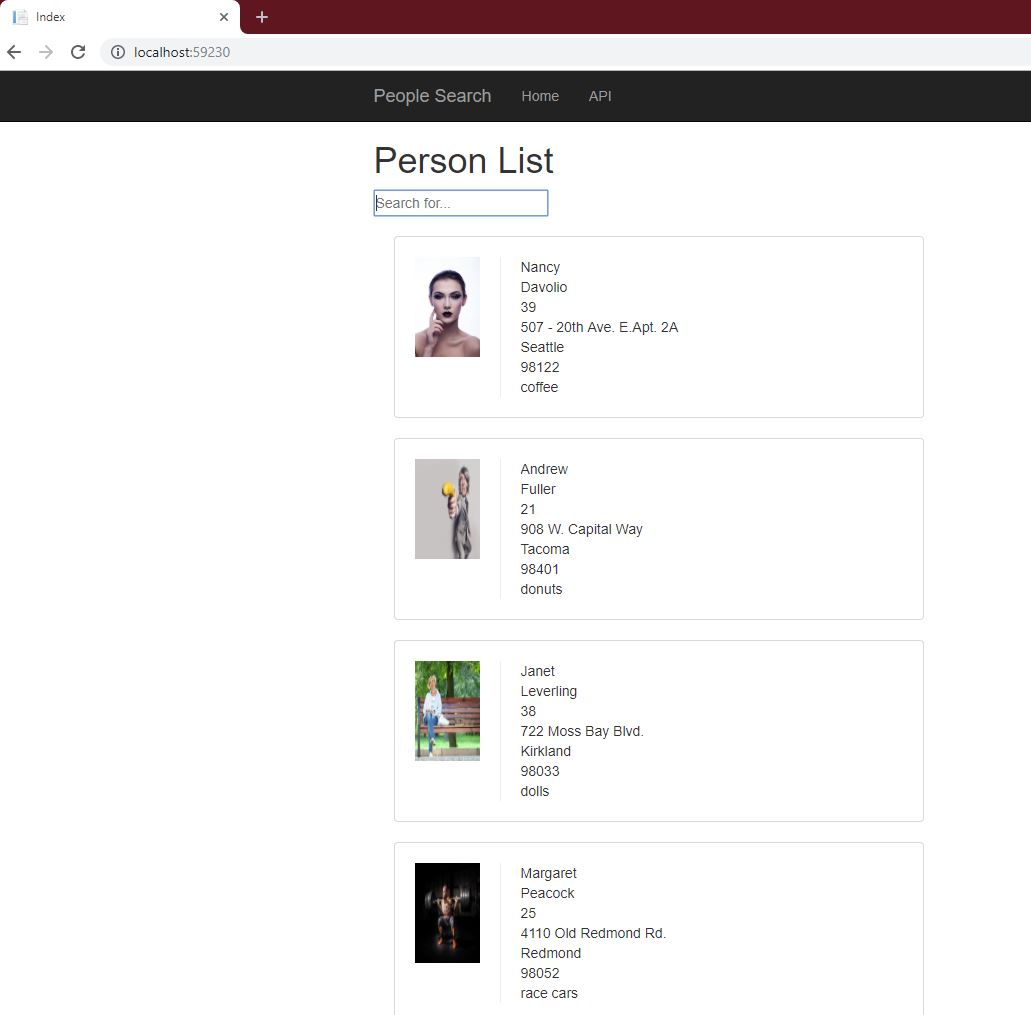 Index
localhost:59230
People Search Home API
Person List
Search for...
Nancy
Davolio
39
507 - 20th Ave. E.Apt. 2A
Seattle
98122
coffee
Andrew
Fuller
21
908 W. Capital Way
Tacoma
98401
donuts
Janet
Leverling
38
722 Moss Bay Blvd.
Kirkland
98033
dolls
Margaret
Peacock
25
4110 Old Redmond Rd.
Redmond
98052
race cars